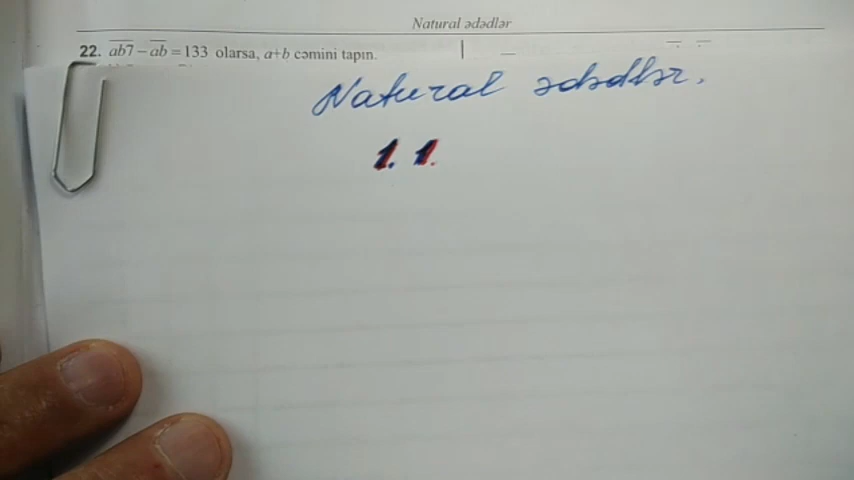 Natural ədədlər
22. ab7 – ab = 133 olarsa, a+b cəmini tapın.
Natural ədədlər.
1. 1.